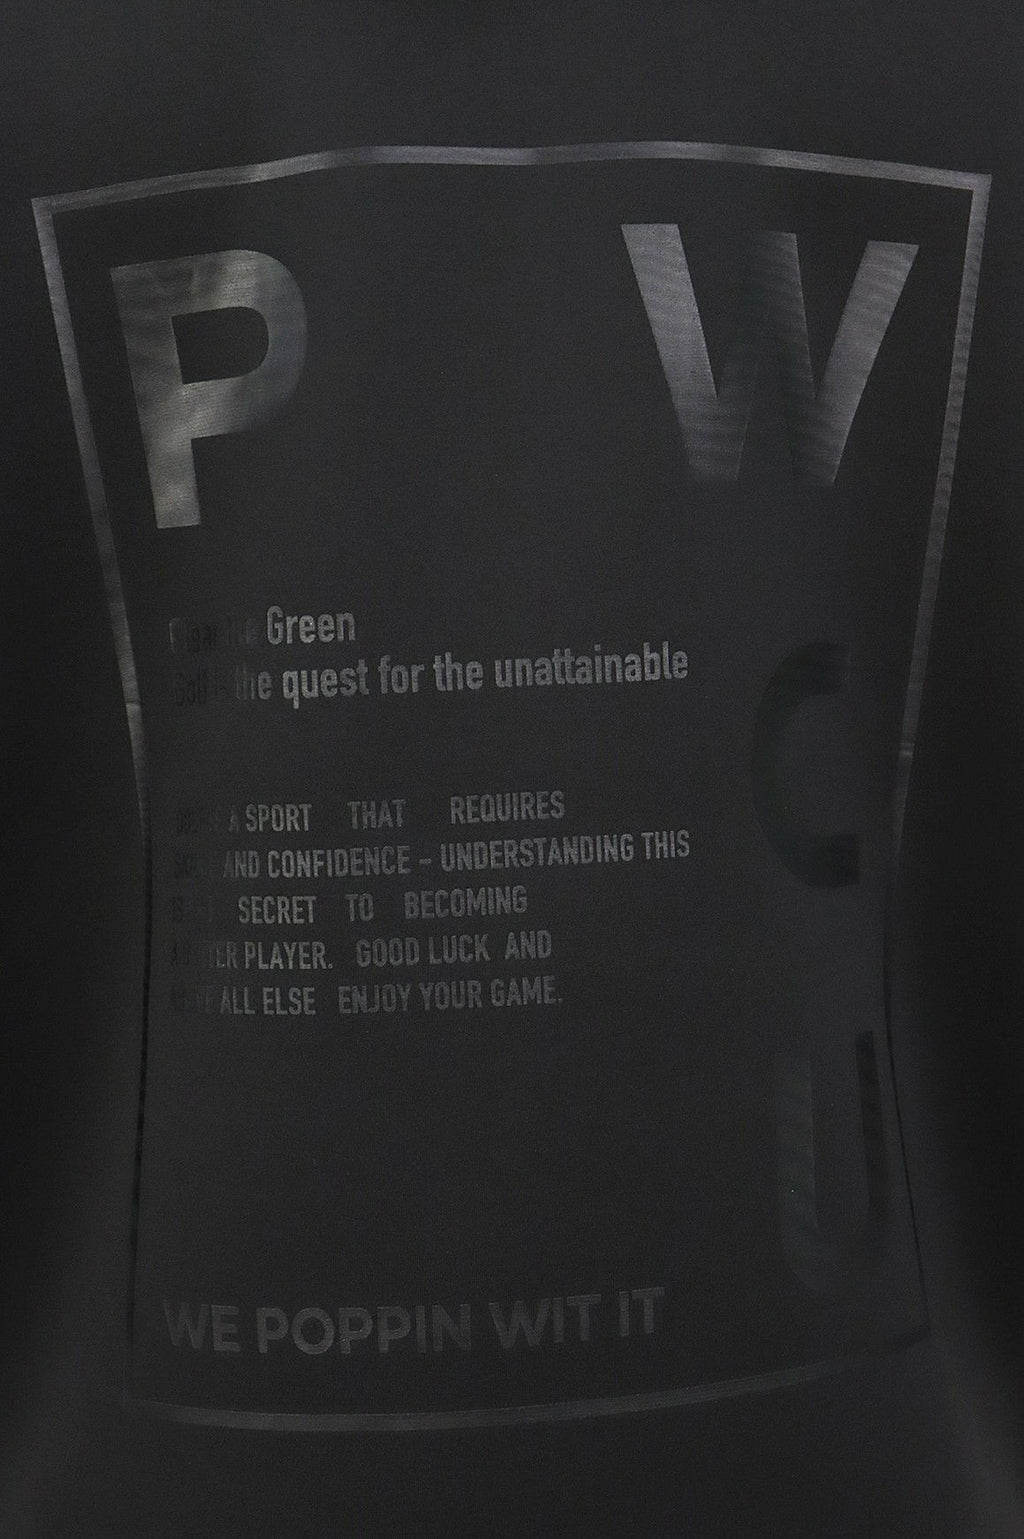 P W
Green
the quest for the unattainable
C
A SPORT THAT REQUIRES
AND CONFIDENCE - UNDERSTANDING THIS
SECRET TO BECOMING
PLAYER. GOOD LUCK AND
ALL ELSE ENJOY YOUR GAME.
U
WE POPPIN WIT IT